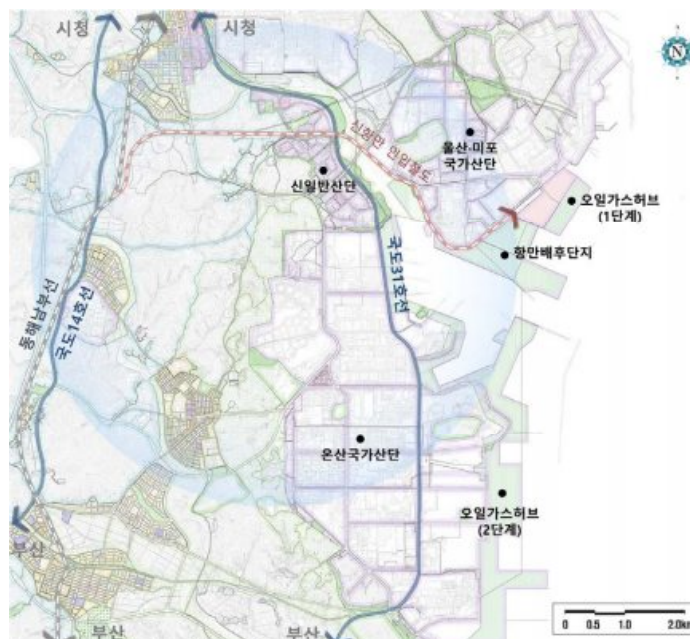 시청
시청
신항만 인입철도
울산·미포
국가산단
신일반산단
오일가스허브
(1단계)
항만배후단지
국도31호선
동해남부선
국도14호선
온산국가산단
오일가스허브
(2단계)
부산
부산
부산
0 0.5 1.0 2.0km